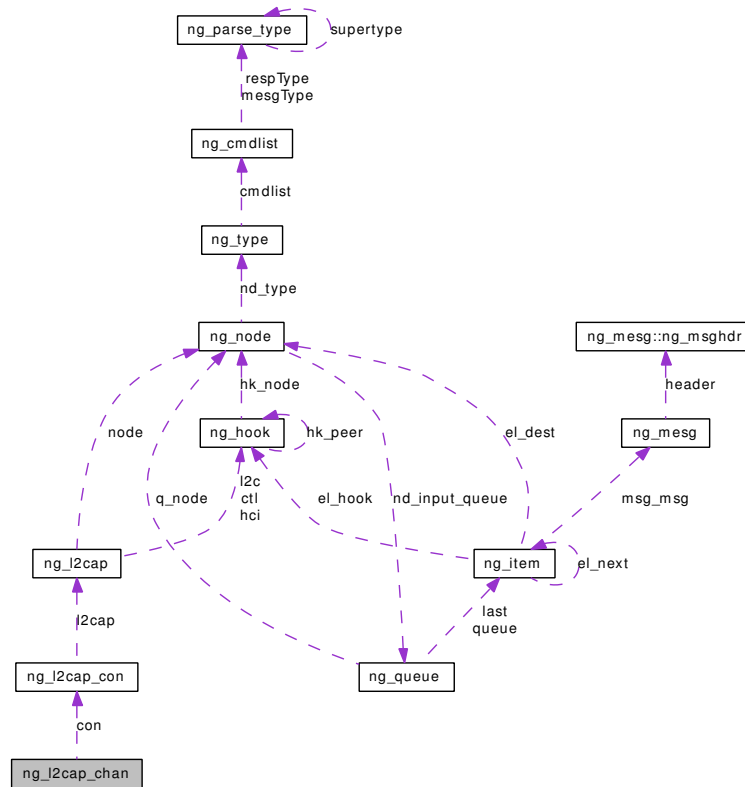 ng_parse_type
supertype
respType
mesgType
ng_cmdlist
cmdlist
ng_type
nd_type
ng_node
ng_mesg::ng_msghdr
hk_node
header
node
ng_hook
hk_peer
el_dest
ng_mesg
l2c
ctl
hci
q_node
el_hook
nd_input_queue
msg_msg
ng_l2cap
ng_item
el_next
l2cap
last
queue
ng_l2cap_con
ng_queue
con
ng_l2cap_chan